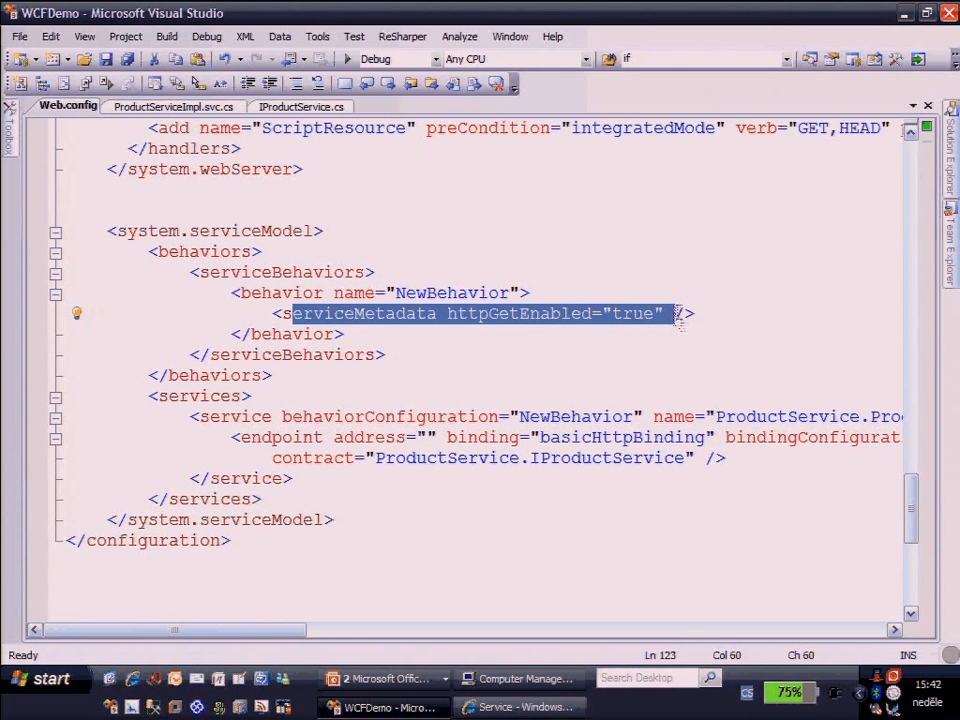 WCFDemo - Microsoft Visual Studio
File Edit View Project Build Debug XML Data Tools Test ReSharper Analyze Window Help
Debug Any CPU if
Web.config ProductServiceImpl.svc.cs IProductService.cs
Toolbox
Solution Explorer
Team Explorer
<add name="ScriptResource" preCondition="integratedMode" verb="GET,HEAD"
</handlers>
</system.webServer>
<system.serviceModel>
<behaviors>
<serviceBehaviors>
<behavior name="NewBehavior">
<serviceMetadata httpGetEnabled="true" />
</behavior>
</serviceBehaviors>
</behaviors>
<services>
<service behaviorConfiguration="NewBehavior" name="ProductService.Pro
<endpoint address="" binding="basicHttpBinding" bindingConfigurat
contract="ProductService.IProductService" />
</service>
</services>
</system.serviceModel>
</configuration>
Ready Ln 123 Col 60 Ch 60 INS
start 2 Microsoft Offic... Computer Manage... Search Desktop
WCFDemo - Micro... Service - Windows...
CS 75% 15:42
neděle